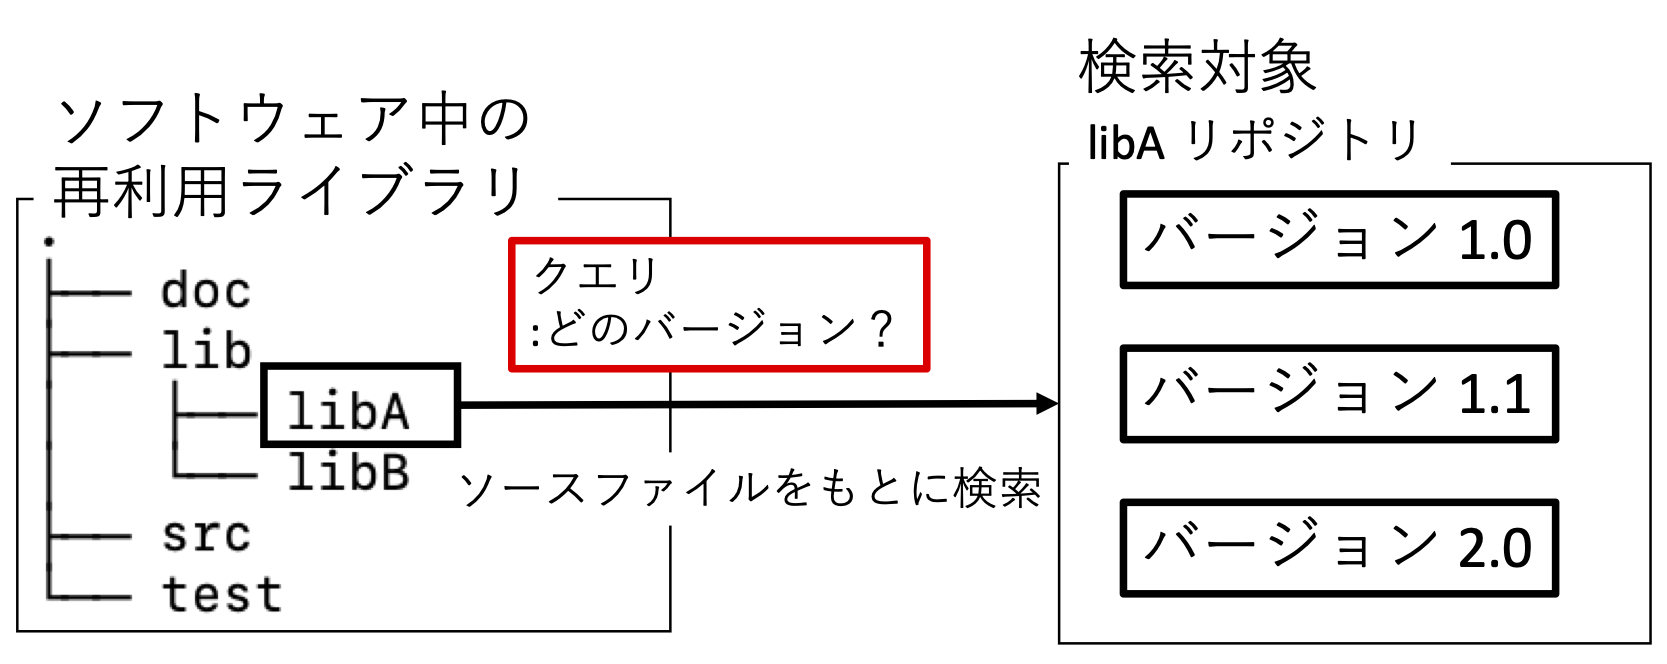 ソフトウェア中の
再利用ライブラリ
.
doc
lib
libA
libB
src
test
クエリ
:どのバージョン？
ソースファイルをもとに検索
検索対象
libA リポジトリ
バージョン 1.0
バージョン 1.1
バージョン 2.0